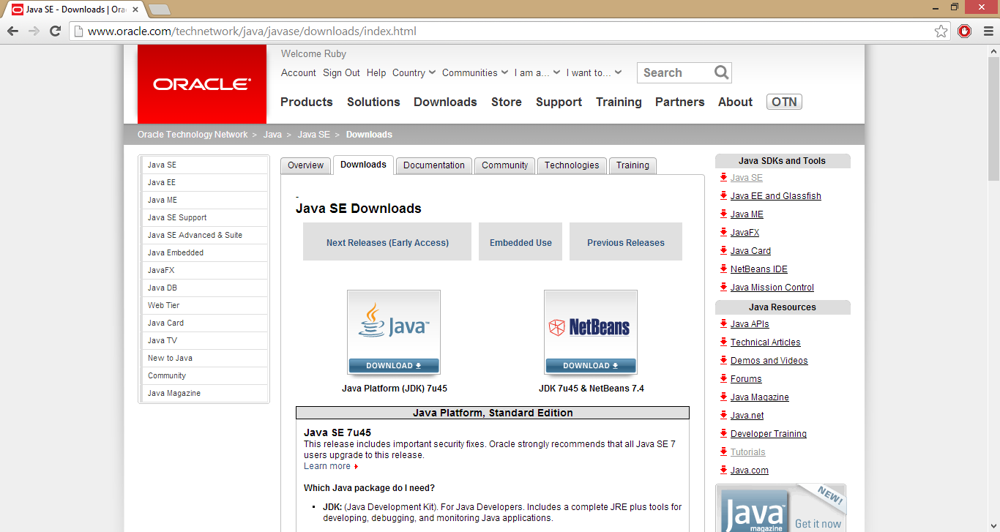 Java SE - Downloads | Ora
www.oracle.com/technetwork/java/javase/downloads/index.html
ORACLE
Welcome Ruby
Account Sign Out Help Country Communities I am a... I want to... Search
Products Solutions Downloads Store Support Training Partners About OTN
Oracle Technology Network > Java > Java SE > Downloads
Java SE
Java EE
Java ME
Java SE Support
Java SE Advanced & Suite
Java Embedded
JavaFX
Java DB
Web Tier
Java Card
Java TV
New to Java
Community
Java Magazine
Overview Downloads Documentation Community Technologies Training
-
Java SE Downloads
Next Releases (Early Access) Embedded Use Previous Releases
Java™ NetBeans
DOWNLOAD DOWNLOAD
Java Platform (JDK) 7u45 JDK 7u45 & NetBeans 7.4
Java Platform, Standard Edition
Java SE 7u45
This release includes important security fixes. Oracle strongly recommends that all Java SE 7
users upgrade to this release.
Learn more
Which Java package do I need?
▪ JDK: (Java Development Kit). For Java Developers. Includes a complete JRE plus tools for
developing, debugging, and monitoring Java applications.
Java SDKs and Tools
Java SE
Java EE and Glassfish
Java ME
JavaFX
Java Card
NetBeans IDE
Java Mission Control
Java Resources
Java APIs
Technical Articles
Demos and Videos
Forums
Java Magazine
Java.net
Developer Training
Tutorials
Java.com
NEW!
Java™
magazine
Get it now